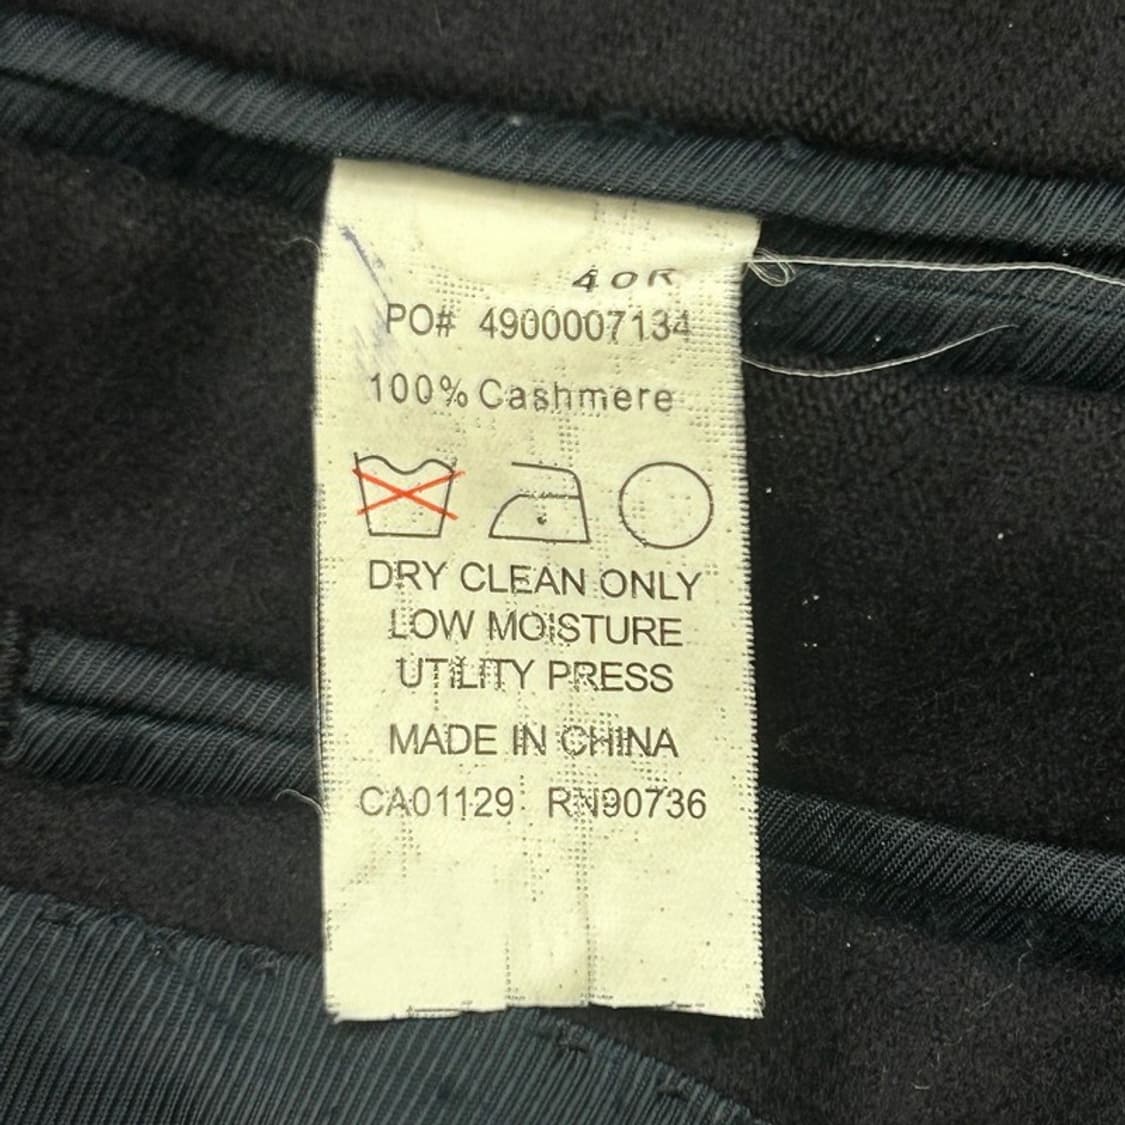 40R
PO# 4900007134
100% Cashmere
DRY CLEAN ONLY
LOW MOISTURE
UTILITY PRESS
MADE IN CHINA
CA01129 RN90736